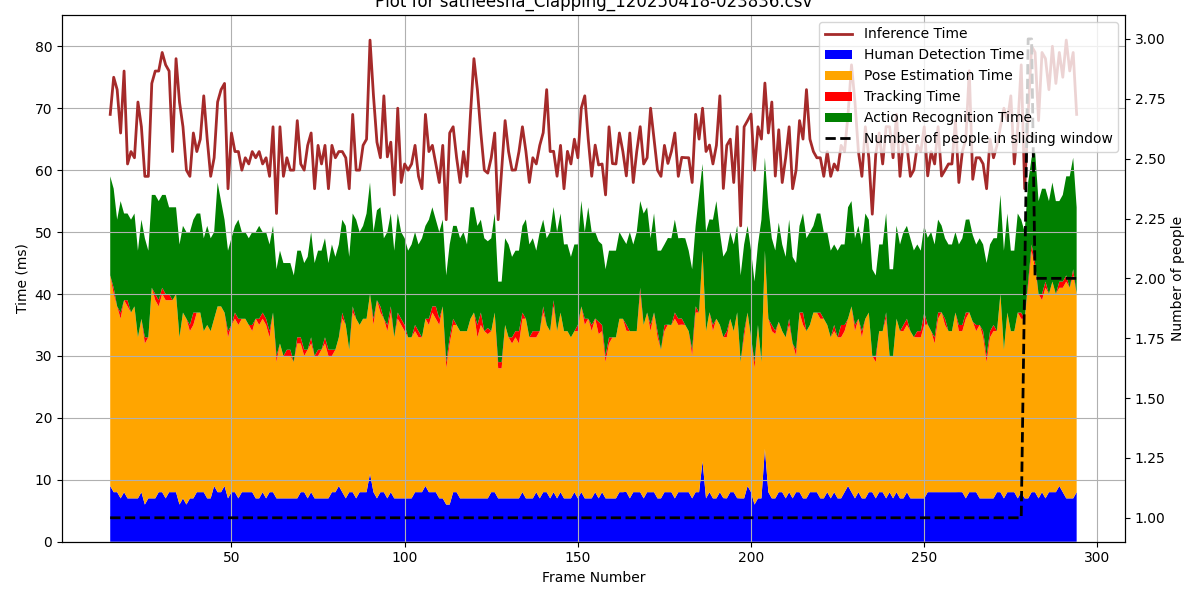 Plot for satheesha_Clapping_120250418-023836.csv
Inference Time
Human Detection Time
Pose Estimation Time
Tracking Time
Action Recognition Time
Number of people in sliding window
Time (ms)
80
70
60
50
40
30
20
10
0
50
100
150
200
250
300
Frame Number
3.00
2.75
2.50
2.25
2.00
1.75
1.50
1.25
1.00
Number of people